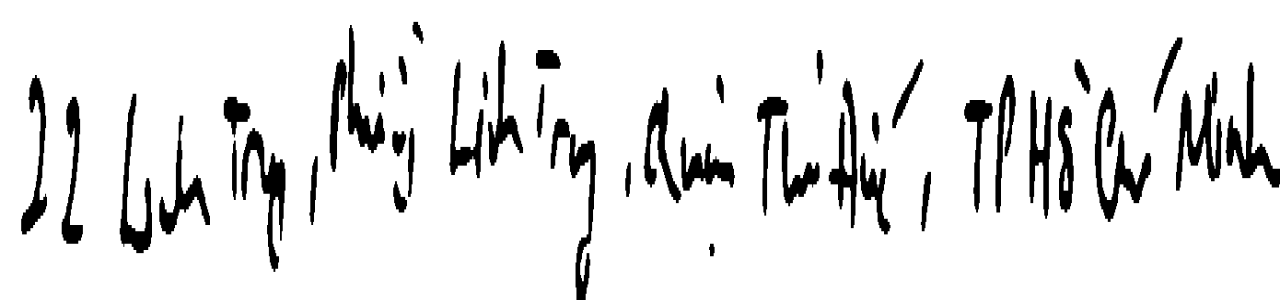 22 Linh Trung, Phường Linh Trung, Quận Thủ Đức, TP Hồ Chí Minh